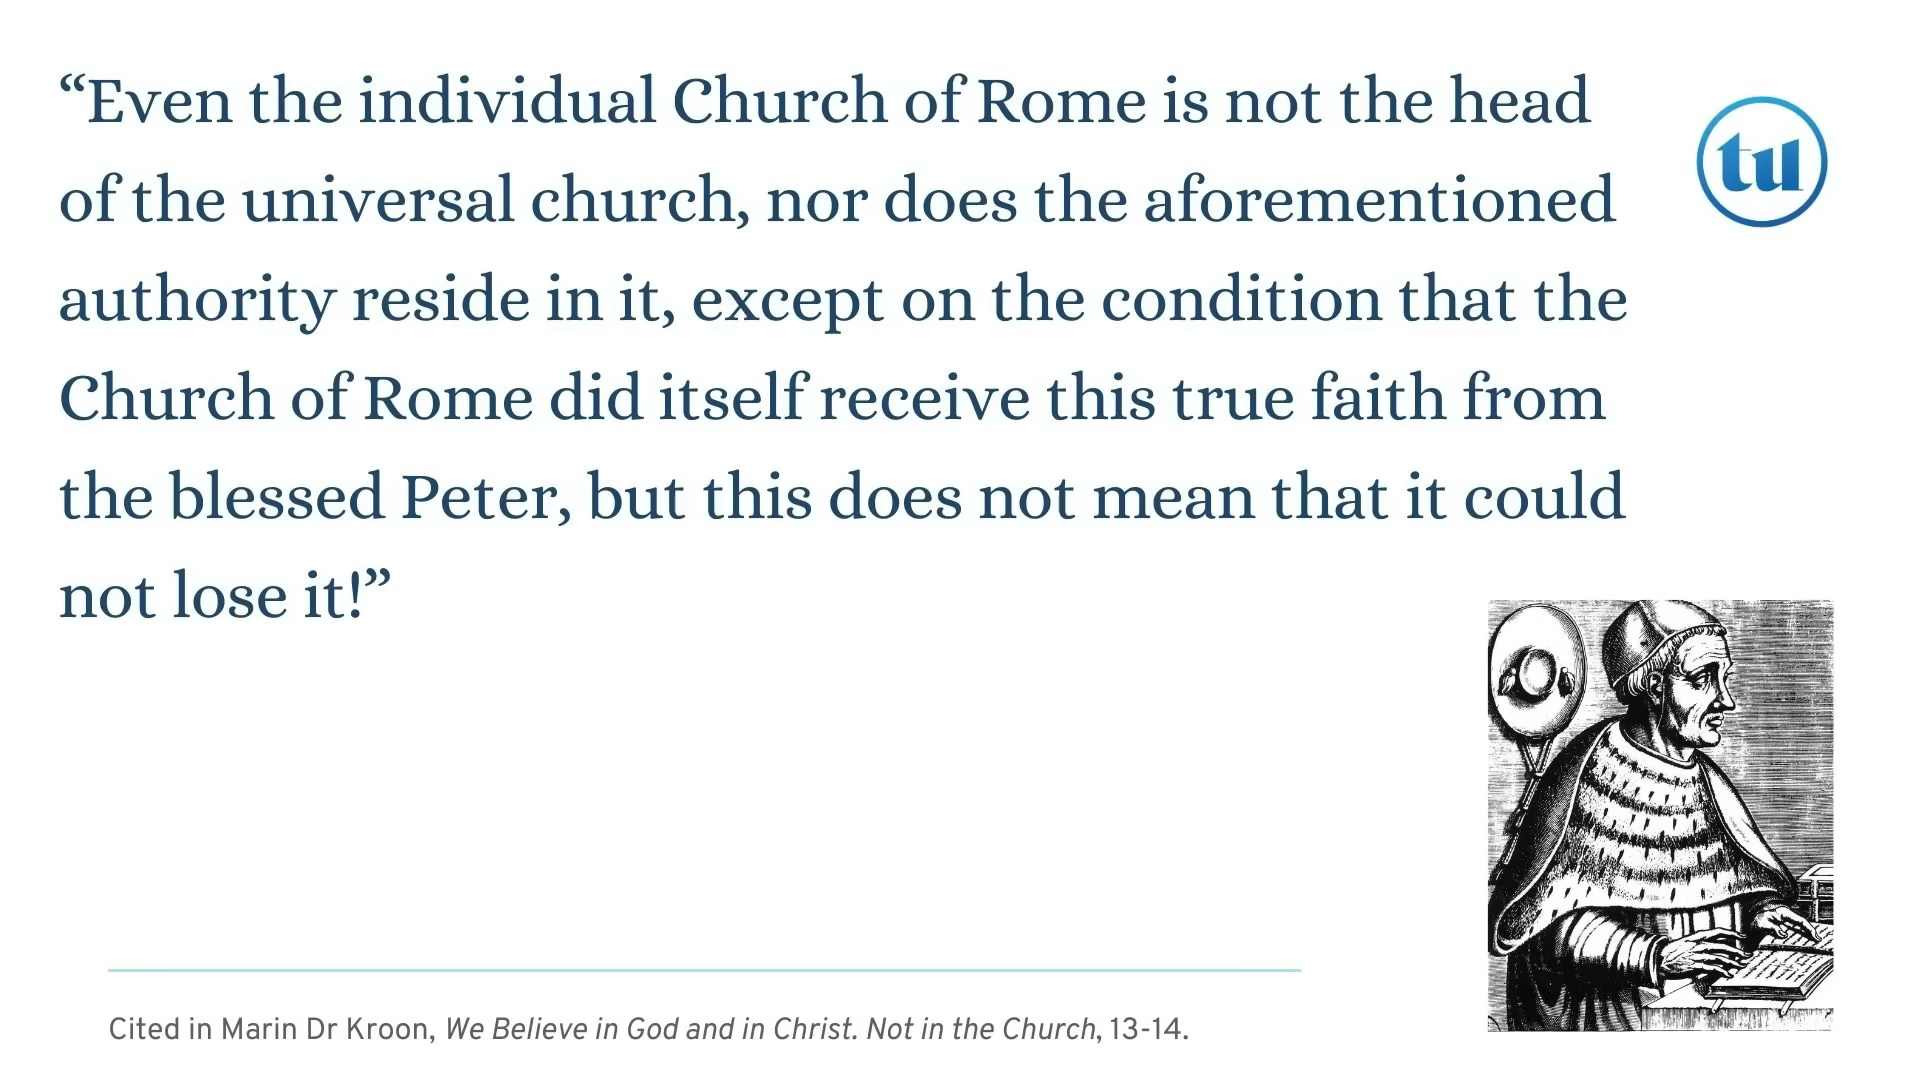 “Even the individual Church of Rome is not the head
of the universal church, nor does the aforementioned
authority reside in it, except on the condition that the
Church of Rome did itself receive this true faith from
the blessed Peter, but this does not mean that it could
not lose it!”
tu
Cited in Marin Dr Kroon, We Believe in God and in Christ. Not in the Church, 13-14.